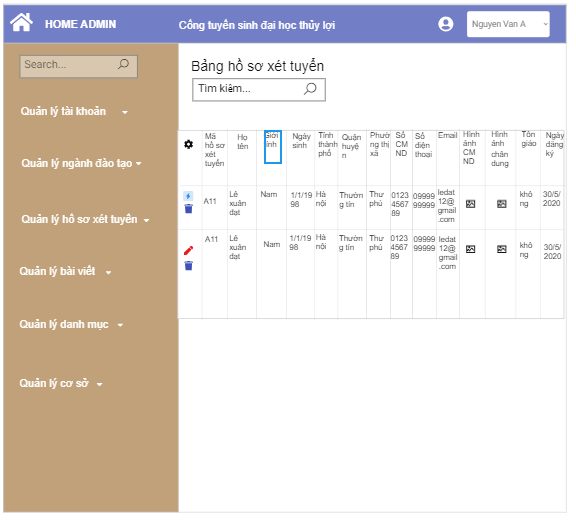 HOME ADMIN
Cổng tuyển sinh đại học thủy lợi
Nguyen Van A
Search...
Quản lý tài khoản
Quản lý ngành đào tạo
Quản lý hồ sơ xét tuyển
Quản lý bài viết
Quản lý danh mục
Quản lý cơ sở
Bảng hồ sơ xét tuyển
Tìm kiếm...
Mã hồ sơ xét tuyển
Họ tên
Giới tính
Ngày sinh
Tỉnh thành phố
Quận huyện
Phường thị xã
Số CMND
Số điện thoại
Email
Hình ảnh CMND
Hình ảnh chân dung
Tôn giáo
Ngày đăng ký
A11
Lê xuân đạt
Nam
1/1/1998
Hà nội
Thường tín
Thư phú
0123456789
0999999999
ledat12@gmail.com
không
30/5/2020
A11
Lê xuân đạt
Nam
1/1/1998
Hà nội
Thường tín
Thư phú
0123456789
0999999999
ledat12@gmail.com
không
30/5/2020